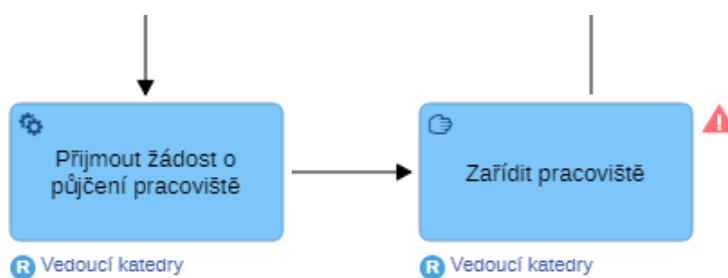 Přijmout žádost o
půjčení pracoviště
Zařídit pracoviště
R Vedoucí katedry
R Vedoucí katedry